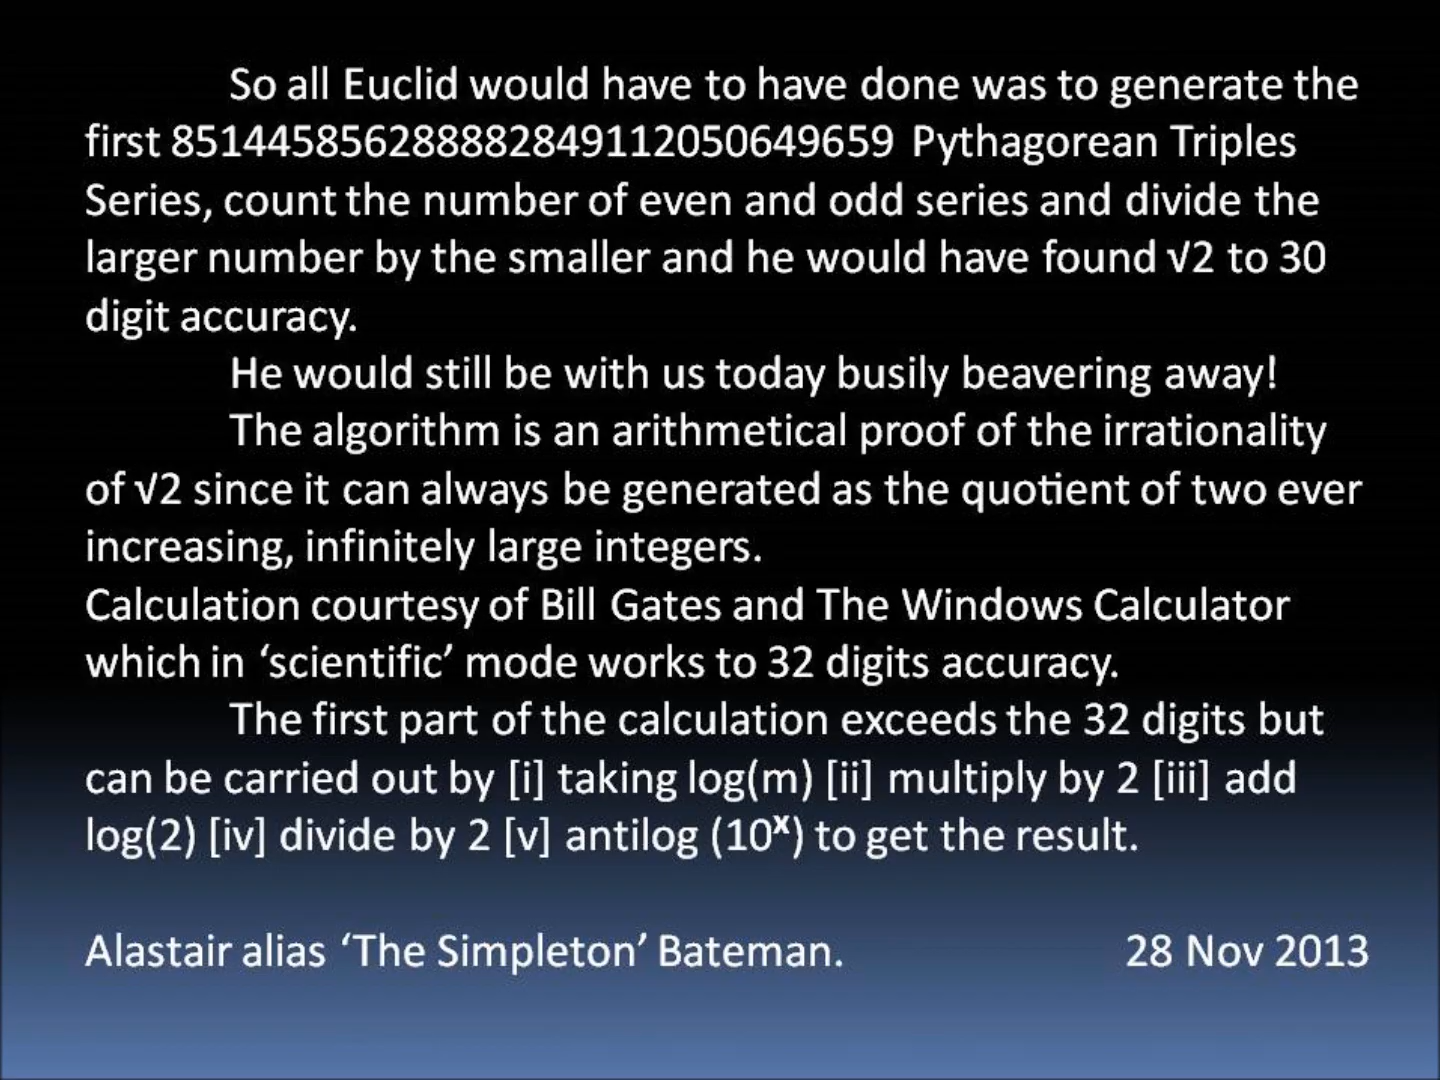 So all Euclid would have to have done was to generate the
first 851445856288882849112050649659 Pythagorean Triples
Series, count the number of even and odd series and divide the
larger number by the smaller and he would have found √2 to 30
digit accuracy.
He would still be with us today busily beavering away!
The algorithm is an arithmetical proof of the irrationality
of √2 since it can always be generated as the quotient of two ever
increasing, infinitely large integers.
Calculation courtesy of Bill Gates and The Windows Calculator
which in ‘scientific’ mode works to 32 digits accuracy.
The first part of the calculation exceeds the 32 digits but
can be carried out by [i] taking log(m) [ii] multiply by 2 [iii] add
log(2) [iv] divide by 2 [v] antilog (10ˣ) to get the result.
Alastair alias ‘The Simpleton’ Bateman. 28 Nov 2013